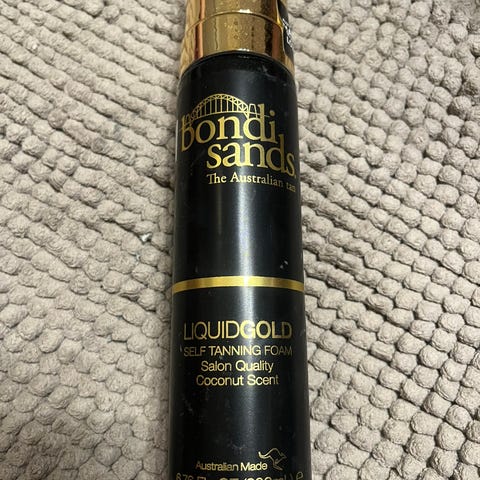 bondi
sands
The Australian tan
LIQUIDGOLD
SELF TANNING FOAM
Salon Quality
Coconut Scent
Australian Made